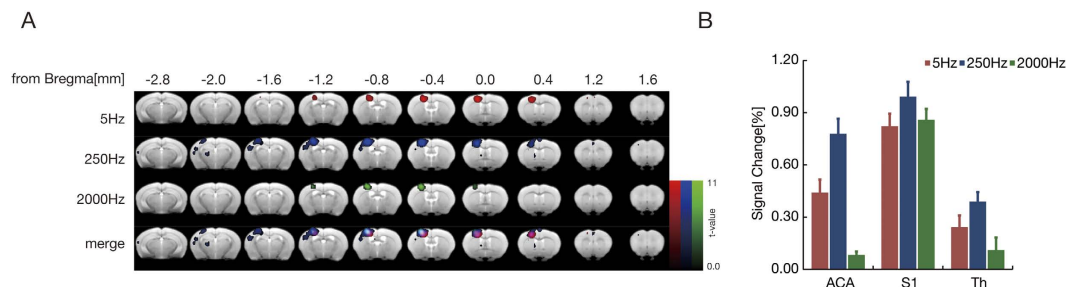 A
B
from Bregma[mm] -2.8 -2.0 -1.6 -1.2 -0.8 -0.4 0.0 0.4 1.2 1.6
5Hz
250Hz
2000Hz
merge
11
t-value
0.0
5Hz 250Hz 2000Hz
Signal Change[%]
1.20
0.90
0.60
0.30
0.00
ACA S1 Th